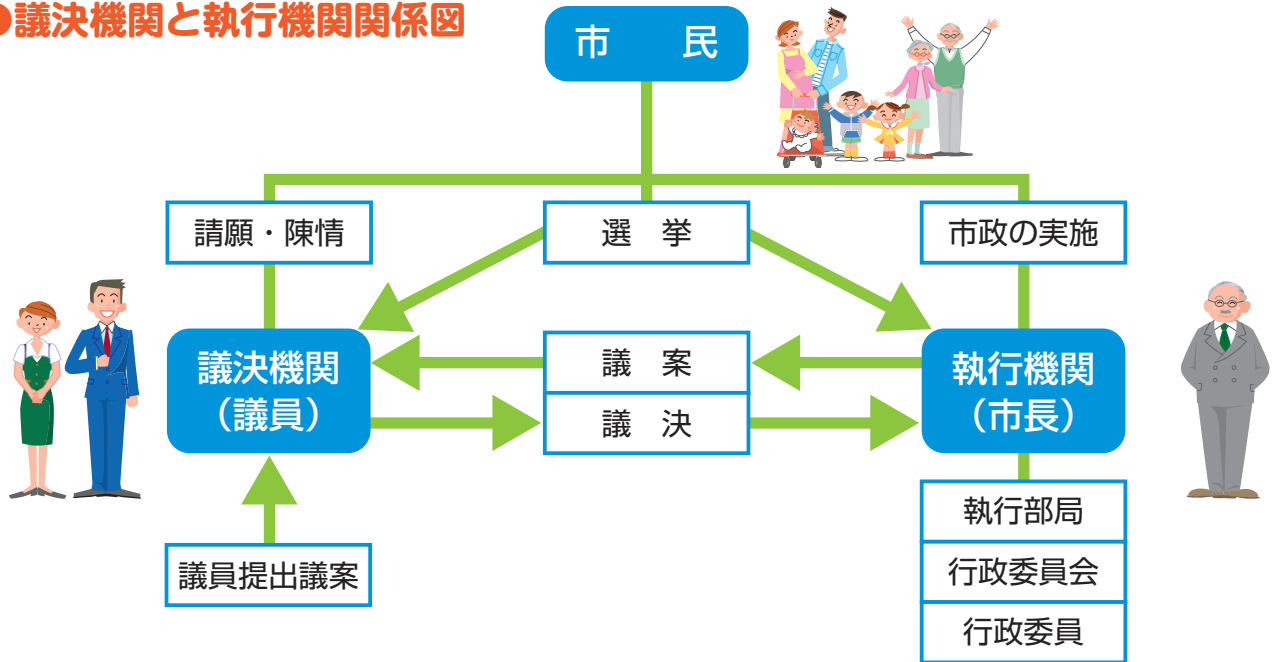 ●議決機関と執行機関関係図
市　民
請願・陳情
選　挙
市政の実施
議決機関
（議員）
議　案
議　決
執行機関
（市長）
議員提出議案
執行部局
行政委員会
行政委員